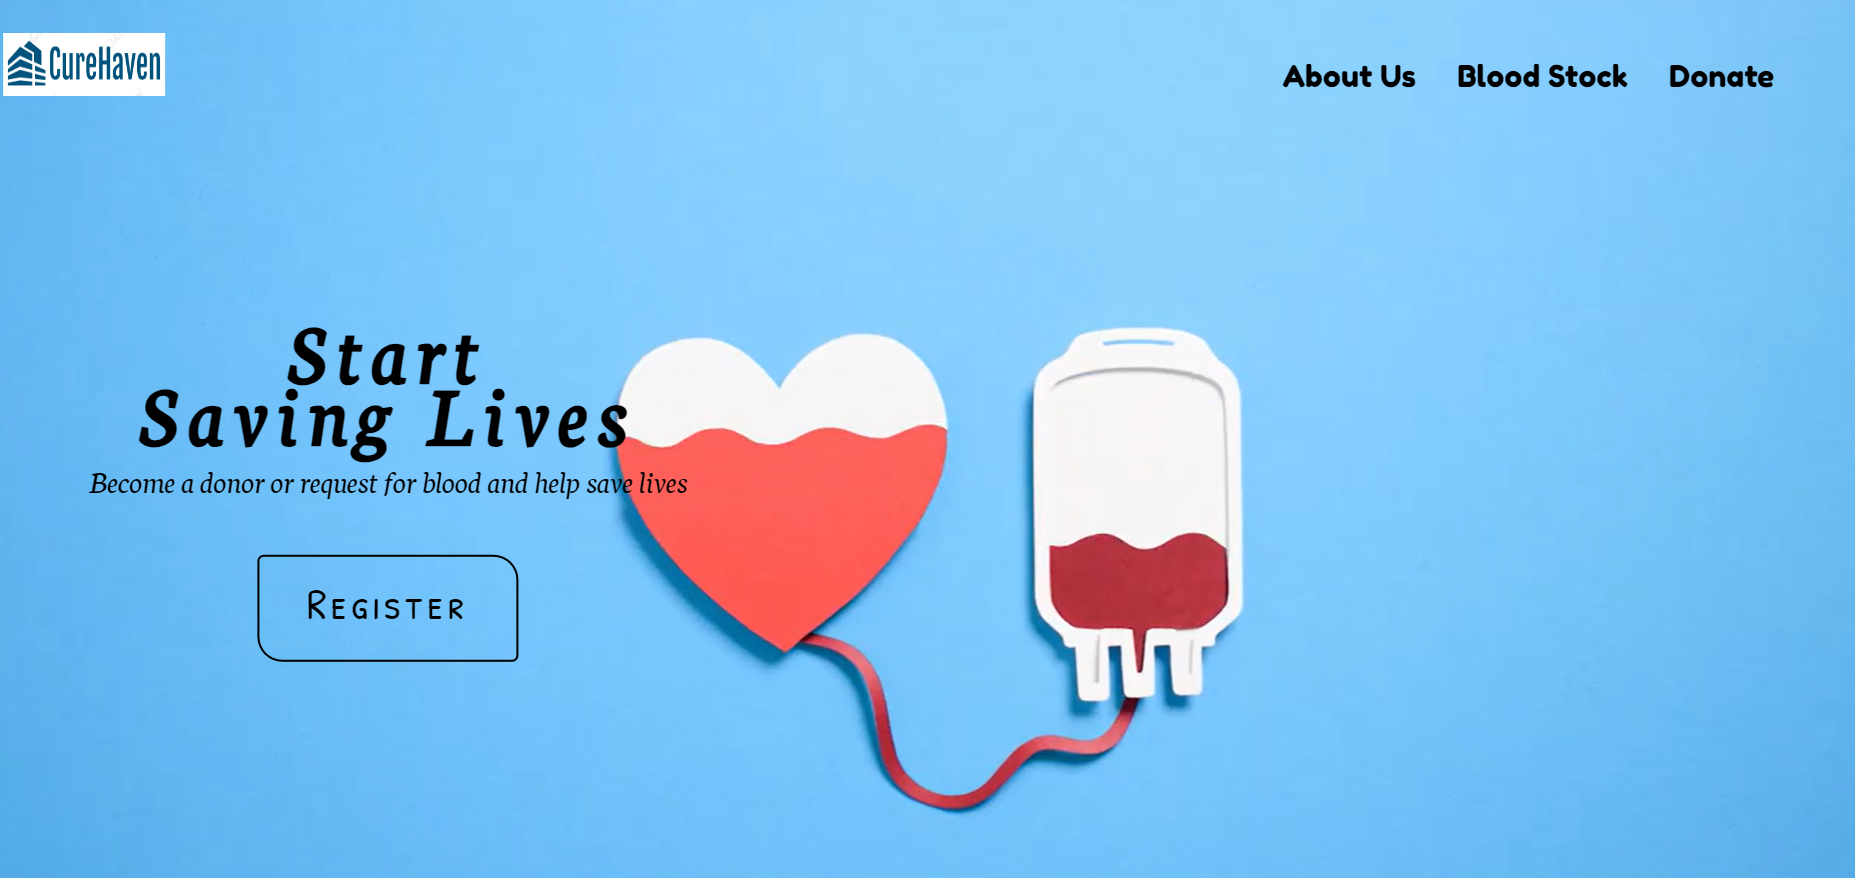 CureHaven
About Us Blood Stock Donate
Start
Saving Lives
Become a donor or request for blood and help save lives
Register